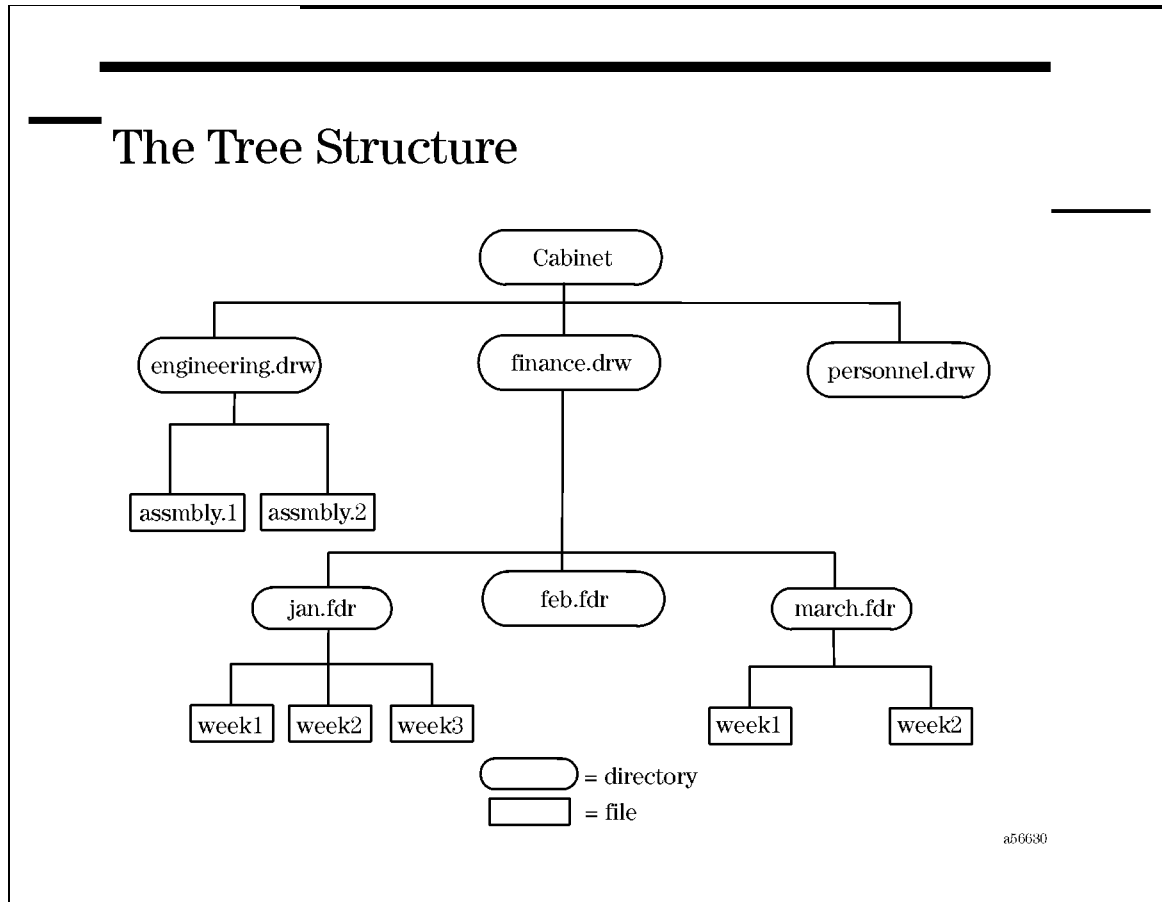 The Tree Structure
Cabinet
engineering.drw
finance.drw
personnel.drw
assmbly.1
assmbly.2
jan.fdr
feb.fdr
march.fdr
week1
week2
week3
week1
week2
= directory
= file
a56630